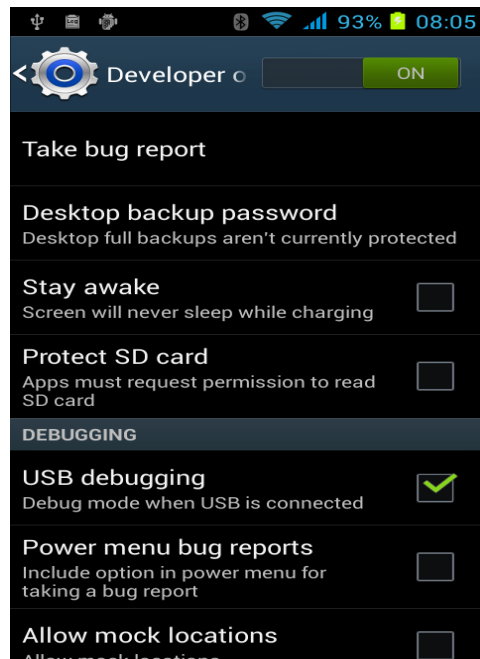 93% 08:05
< Developer o ON
Take bug report
Desktop backup password
Desktop full backups aren't currently protected
Stay awake
Screen will never sleep while charging
Protect SD card
Apps must request permission to read
SD card
DEBUGGING
USB debugging
Debug mode when USB is connected
Power menu bug reports
Include option in power menu for
taking a bug report
Allow mock locations
Allow mock locations